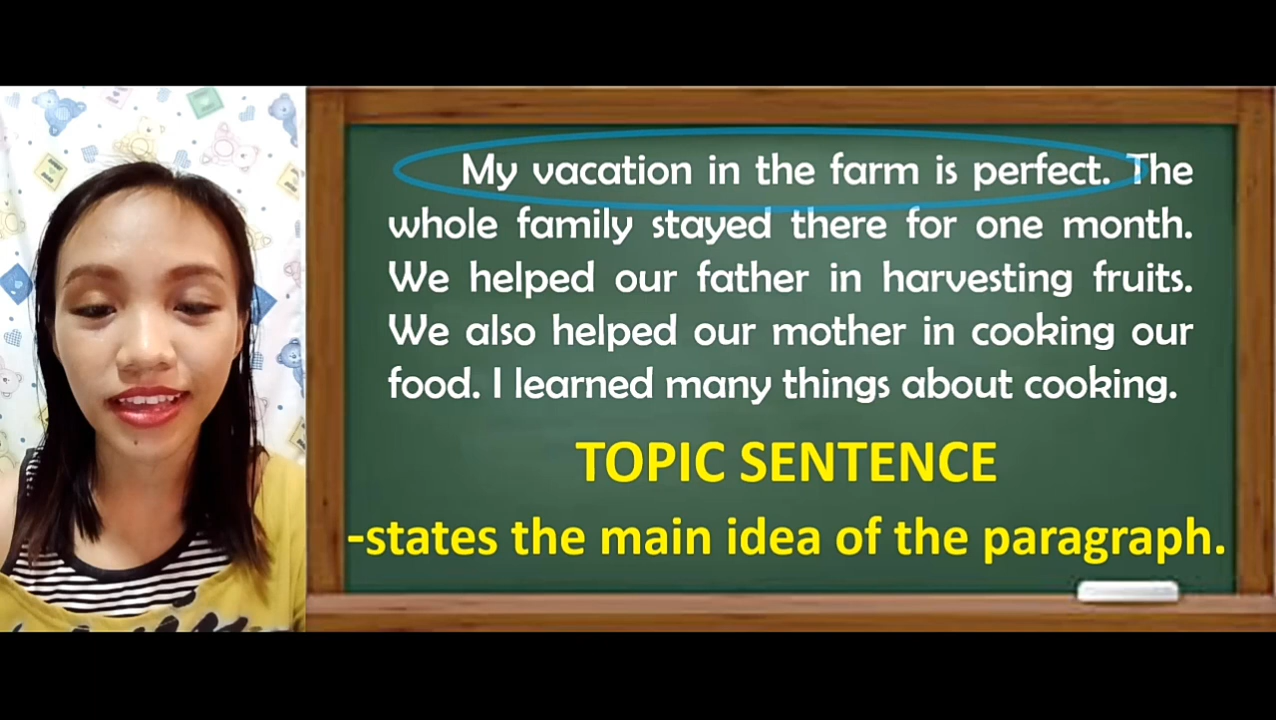 My vacation in the farm is perfect. The
whole family stayed there for one month.
We helped our father in harvesting fruits.
We also helped our mother in cooking our
food. I learned many things about cooking.
TOPIC SENTENCE
-states the main idea of the paragraph.